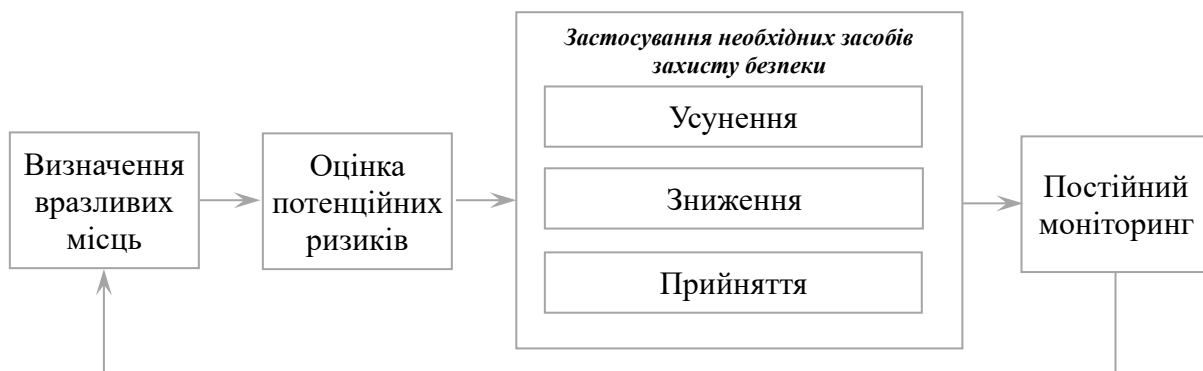 Визначення
вразливих
місць
Оцінка
потенційних
ризиків
Застосування необхідних засобів
захисту безпеки
Усунення
Зниження
Прийняття
Постійний
моніторинг